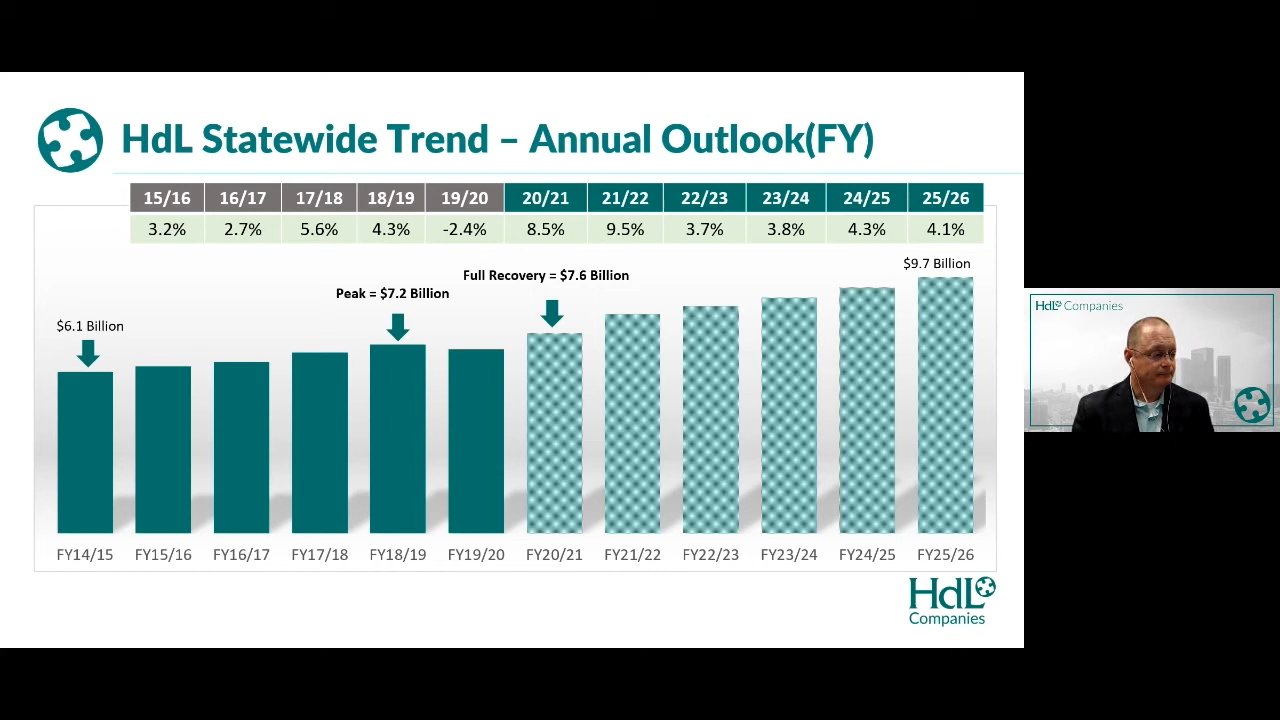 HdL Statewide Trend – Annual Outlook(FY)
15/16 16/17 17/18 18/19 19/20 20/21 21/22 22/23 23/24 24/25 25/26
3.2% 2.7% 5.6% 4.3% -2.4% 8.5% 9.5% 3.7% 3.8% 4.3% 4.1%
$9.7 Billion
Full Recovery = $7.6 Billion
Peak = $7.2 Billion
$6.1 Billion
FY14/15 FY15/16 FY16/17 FY17/18 FY18/19 FY19/20 FY20/21 FY21/22 FY22/23 FY23/24 FY24/25 FY25/26
HdL
Companies
HdL Companies